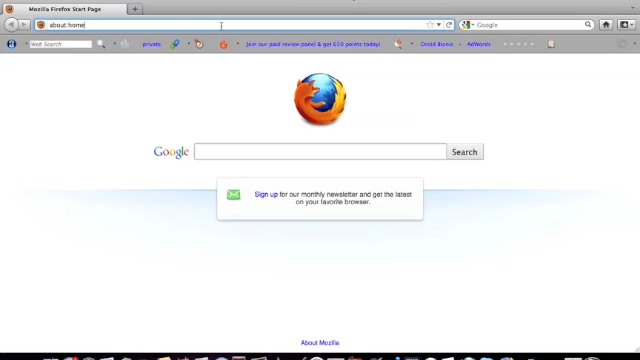 Mozilla Firefox Start Page
about home
Google
Web Search
private
Join our paid review panel & get 510 points today!
Droid Bionic
AdWords
Google
Search
Sign up for our monthly newsletter and get the latest
on your favorite browser.
About Mozilla